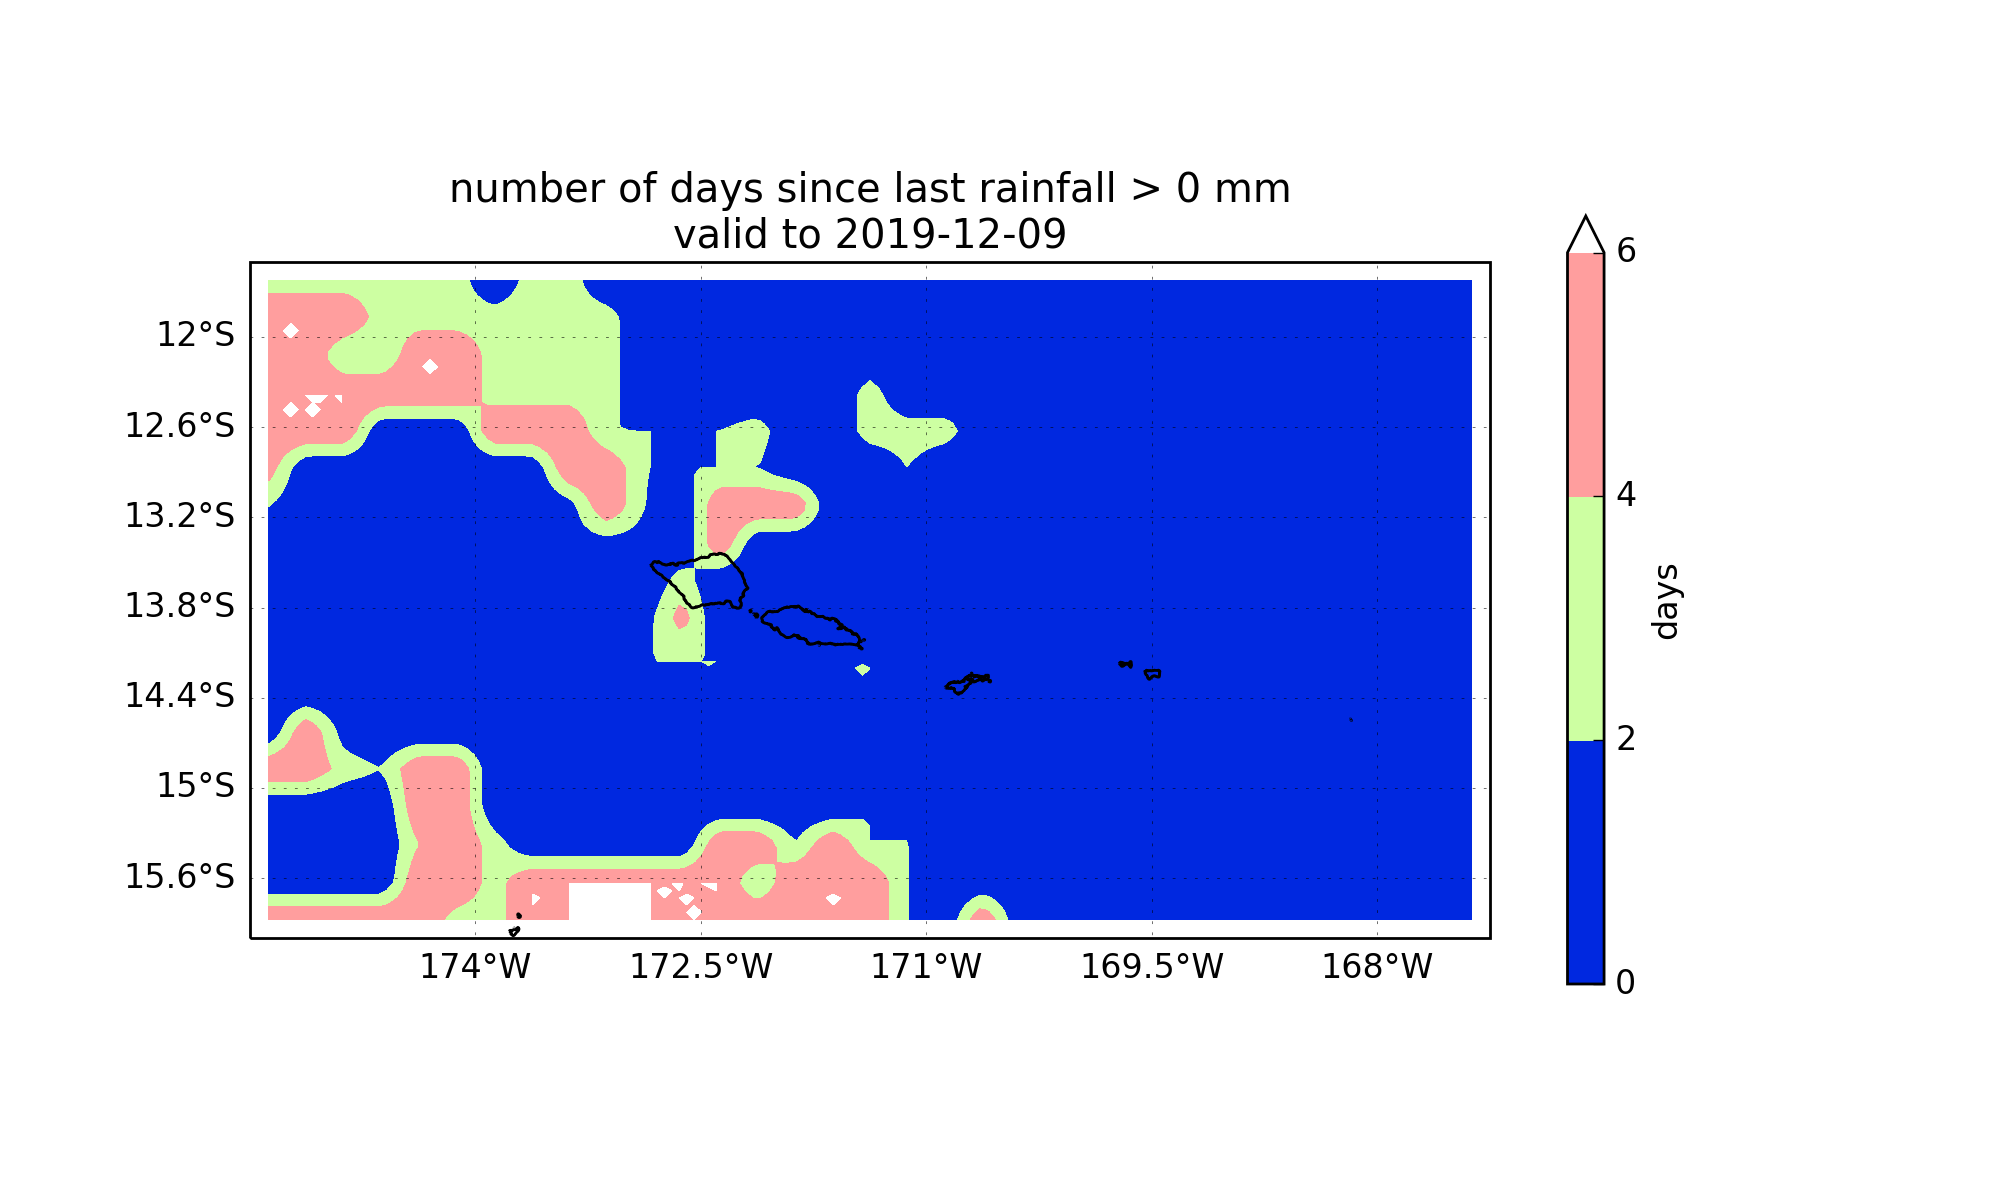 number of days since last rainfall > 0 mm
valid to 2019-12-09
12°S
12.6°S
13.2°S
13.8°S
14.4°S
15°S
15.6°S
174°W
172.5°W
171°W
169.5°W
168°W
6
4
2
0
days